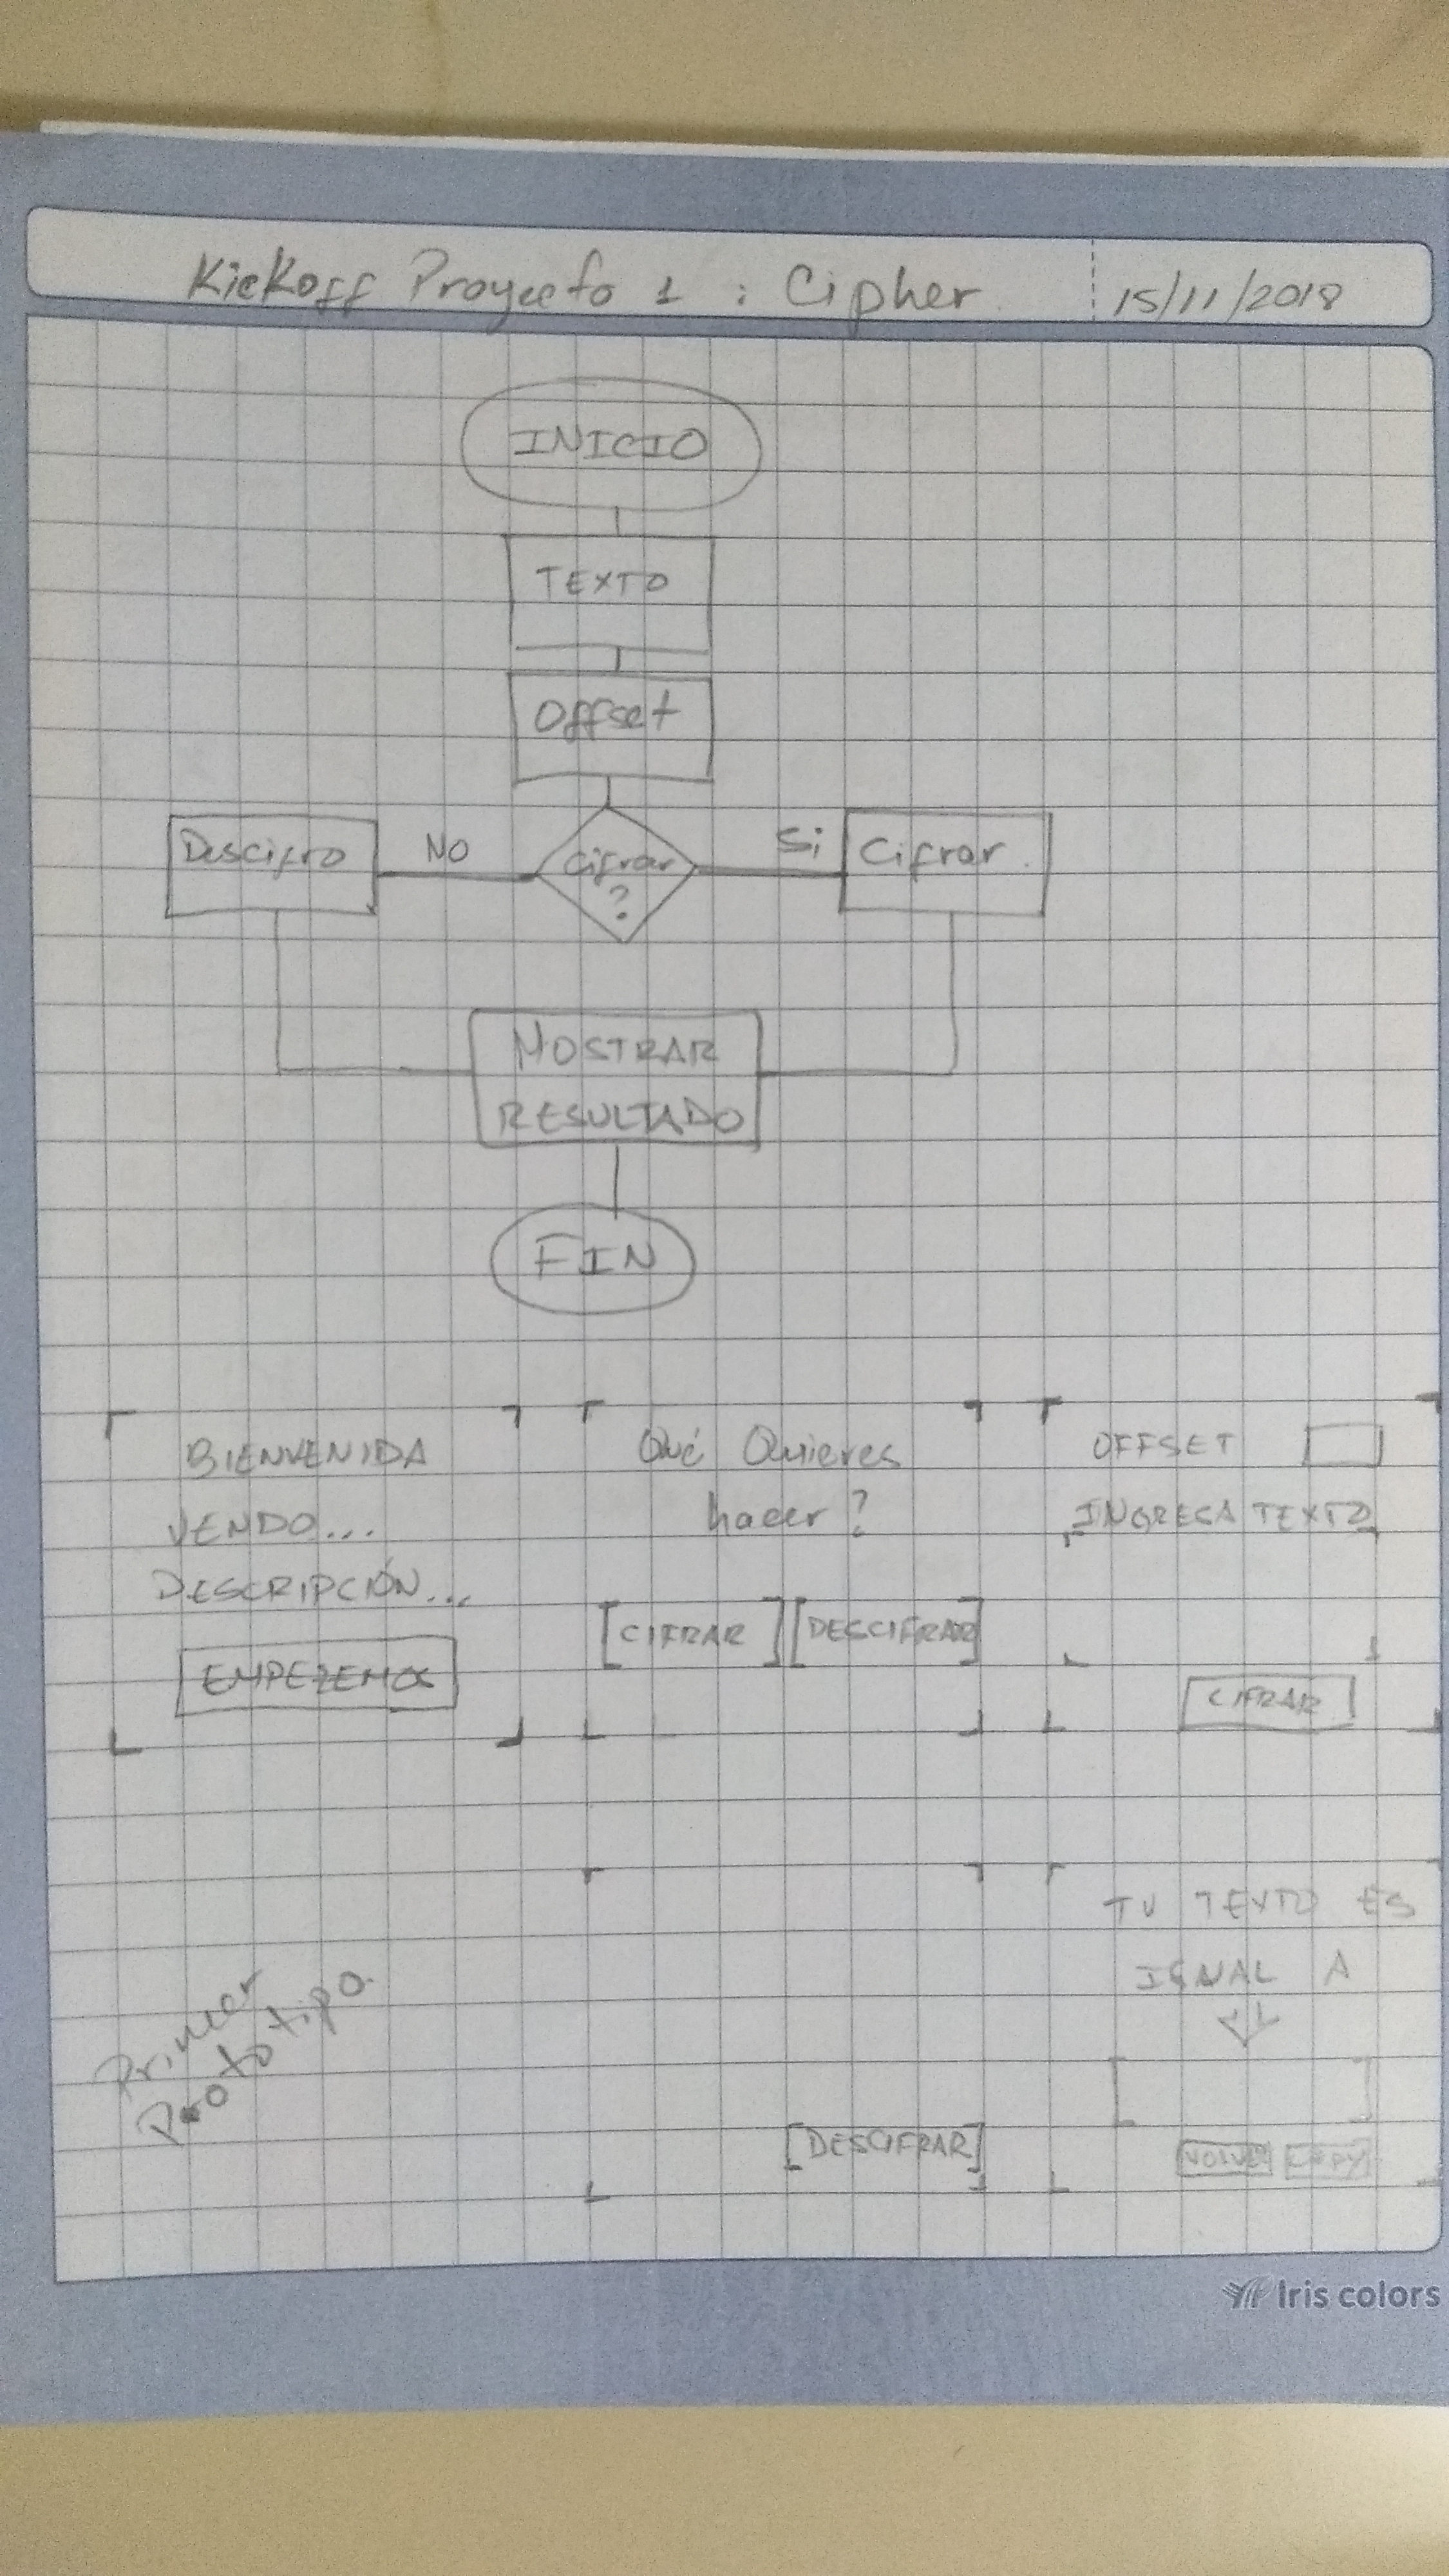 Kickoff Proyecto 1 : Cipher 15/11/2018
INICIO
TEXTO
Offset
Descifro NO Cifrar Si Cifrar
?
MOSTRAR
RESULTADO
FIN
BIENVENIDA
DESCRIPCIÓN...
EMPEZEMOS
Qué Quieres
hacer?
[CIFRAR] [DESCIFRAR]
OFFSET
INGRESA TEXTO
CIFRAR
Primer
Prototipo.
[DESCIFRAR]
TU TEXTO ES
IGUAL A
COPY
Iris colors